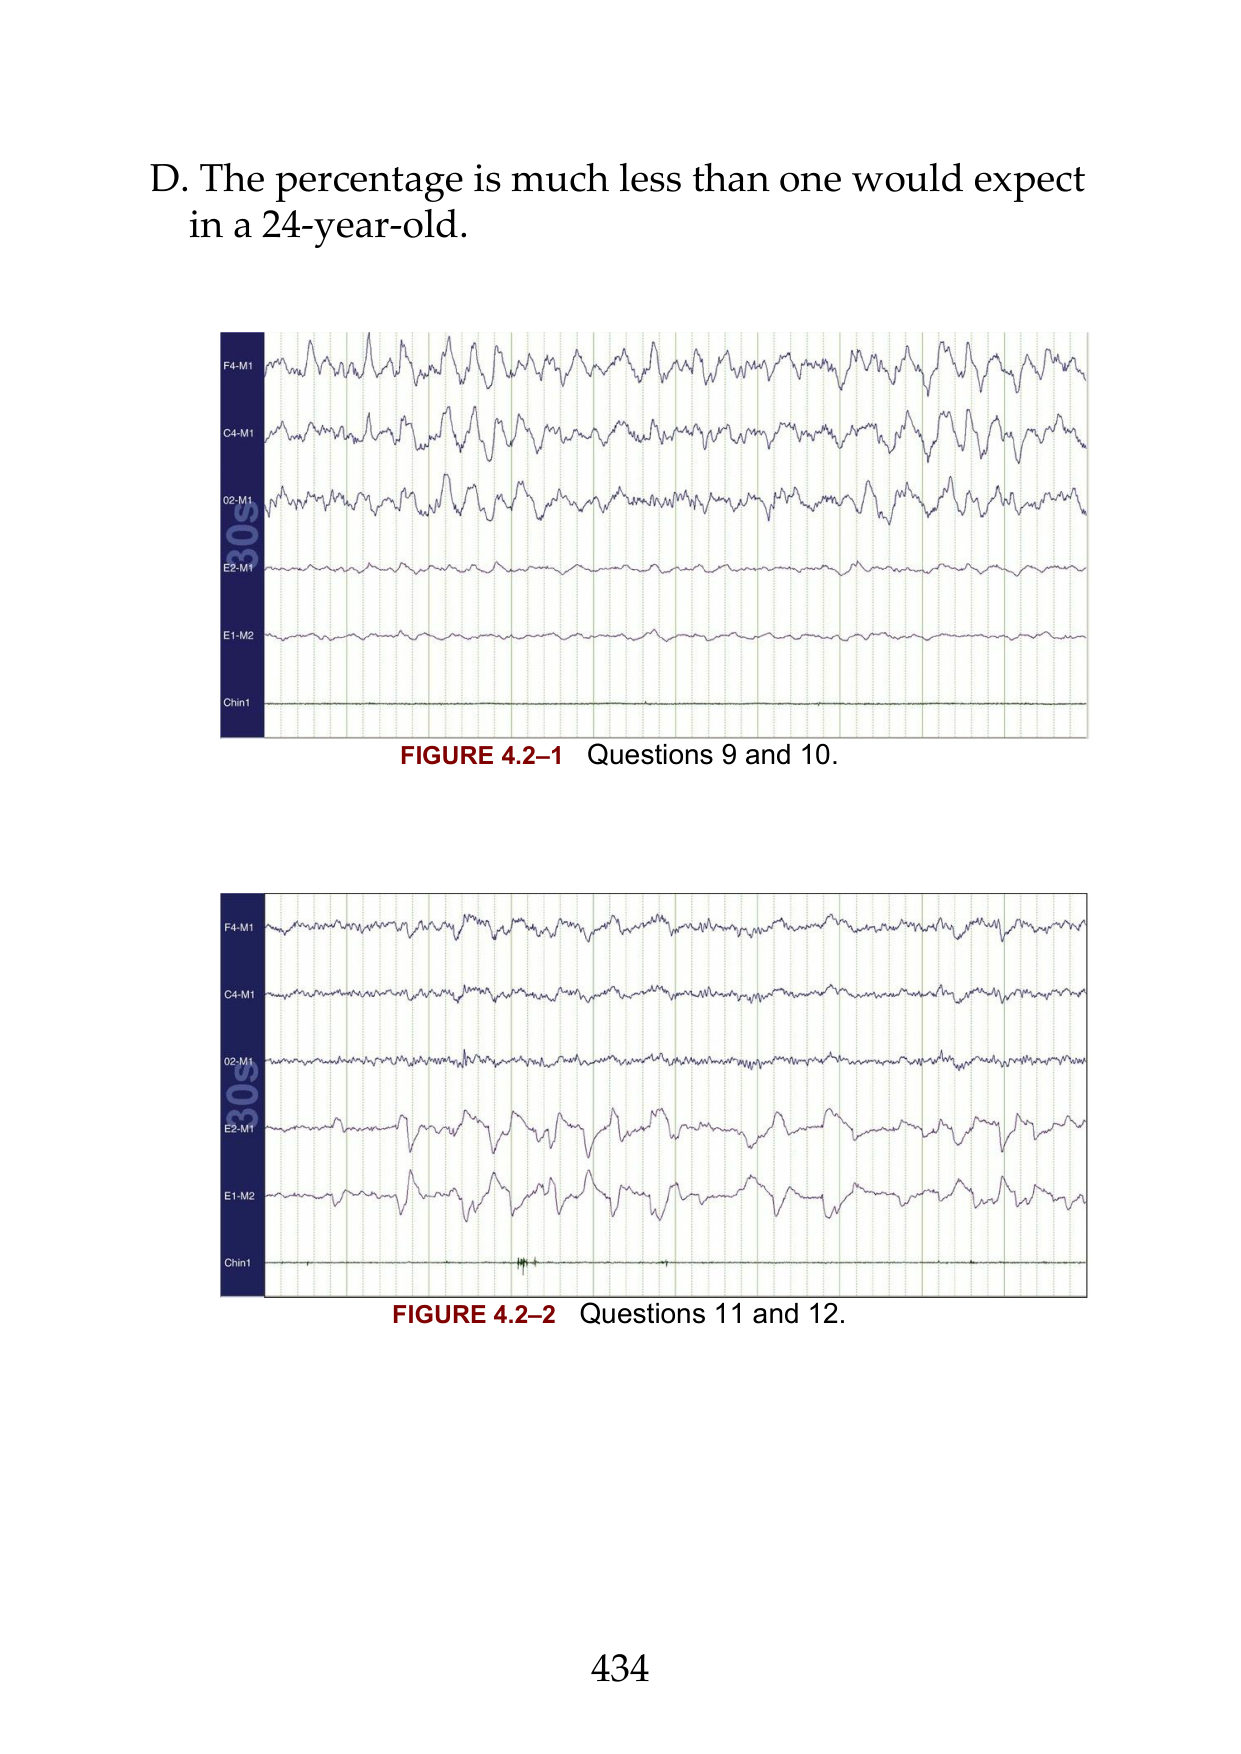 D. The percentage is much less than one would expect
in a 24-year-old.
F4-M1
C4-M1
02-M1
30s
E2-M1
E1-M2
Chin1
FIGURE 4.2–1 Questions 9 and 10.
F4-M1
C4-M1
02-M1
30s
E2-M1
E1-M2
Chin1
FIGURE 4.2–2 Questions 11 and 12.
434